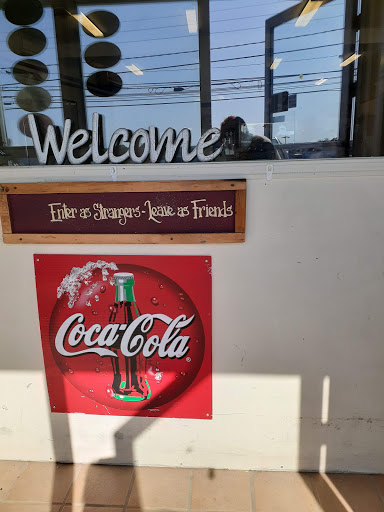 Welcome
Enter as Strangers-Leave as Friends
Coca-Cola